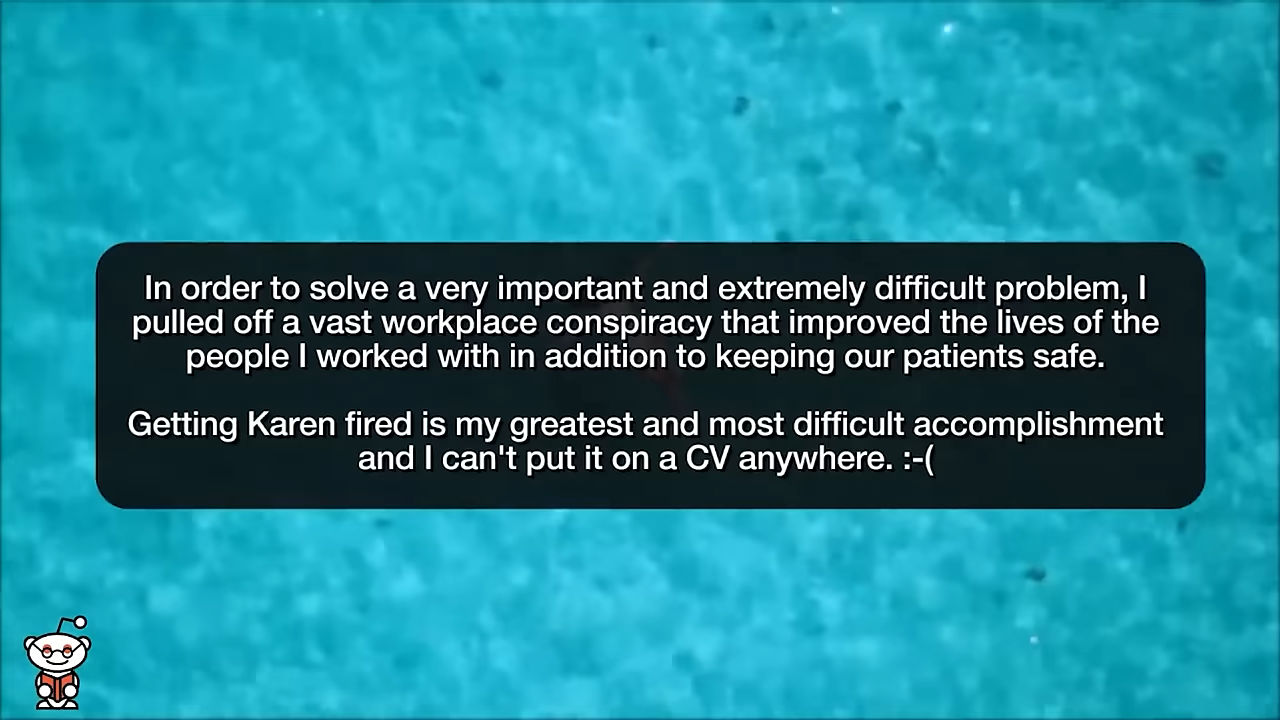 In order to solve a very important and extremely difficult problem, I
pulled off a vast workplace conspiracy that improved the lives of the
people I worked with in addition to keeping our patients safe.
Getting Karen fired is my greatest and most difficult accomplishment
and I can't put it on a CV anywhere. :-(